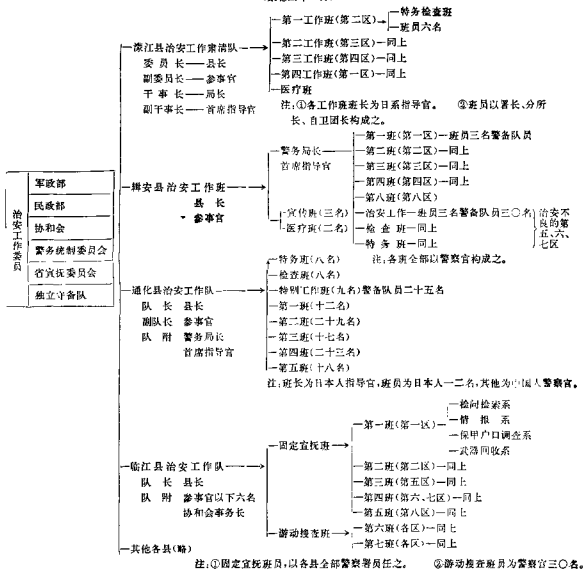 特务检查班
第一工作班(第二区)
班员六名
濛江县治安工作肃清队
第二工作班(第三区)—同上
委员长——县长
第三工作班(第四区)—同上
副委员长——参事官
第四工作班(第一区)—同上
干事长——局长
医疗班
副干事长——首席指导官
注:①各工作班班长为日系指导官。 ②班员以署长、分所
长、自卫团长构成之。
治安工作委员
军政部
民政部
协和会
警务统制委员会
省宣抚委员会
独立守备队
辑安县治安工作班
县长
参事官
警务局长
首席指导官
第一班(第一区)—班员三名警备队员
第二班(第二区)—同上
第三班(第三区)—同上
第四班(第四区)—同上
第八班(第八区)
宣传班(三名)
医疗班(二名)
治安工作—班员三名警备队员三〇名
检查班—同上
特务班—同上
治安不
良的第
五、六、
七区
注:各班全部以警察官构成之。
通化县治安工作队
队长 县长
副队长 参事官
队附 警务局长
首席指导官
特务班(八名)
检查班(八名)
特别工作班(九名)警备队员二十五名
第一班(十二名)
第二班(二十九名)
第三班(十七名)
第四班(二十三名)
第五班(十八名)
注:班长为日本人指导官,班员为日本人一二名,其他为中国人警察官。
临江县治安工作队
队长 县长
队附 参事官以下六名
协和会事务长
固定宣抚班
第一班(第一区)
检问检索系
情报系
保甲户口调查系
武器回收系
第二班(第二区)—同上
第三班(第五区)—同上
第四班(第六、七区)—同上
第五班(第八区)—同上
游动搜查班
第六班(各区)—同上
第七班(各区)—同上
其他各县(略)
注:①固定宣抚班员,以各县全部警察署员任之。 ②游动搜查班员为警察官三〇名。